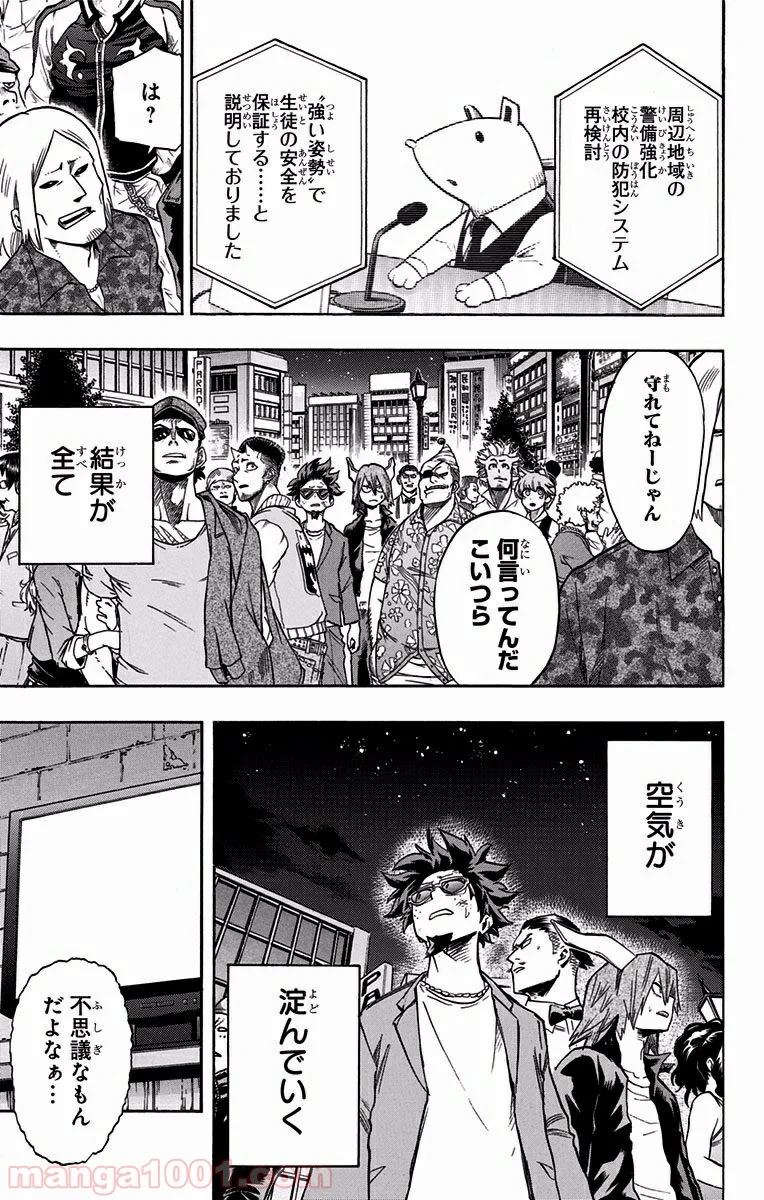 周辺地域の
警備強化
校内の防犯システム
再検討
〝強い姿勢〟で
生徒の安全を
保証する……と
説明しておりました
は?
守れてねーじゃん
何言ってんだ
こいつら
結果が
全て
空気が
淀んでいく
不思議なもん
だよなぁ…
manga1001.com